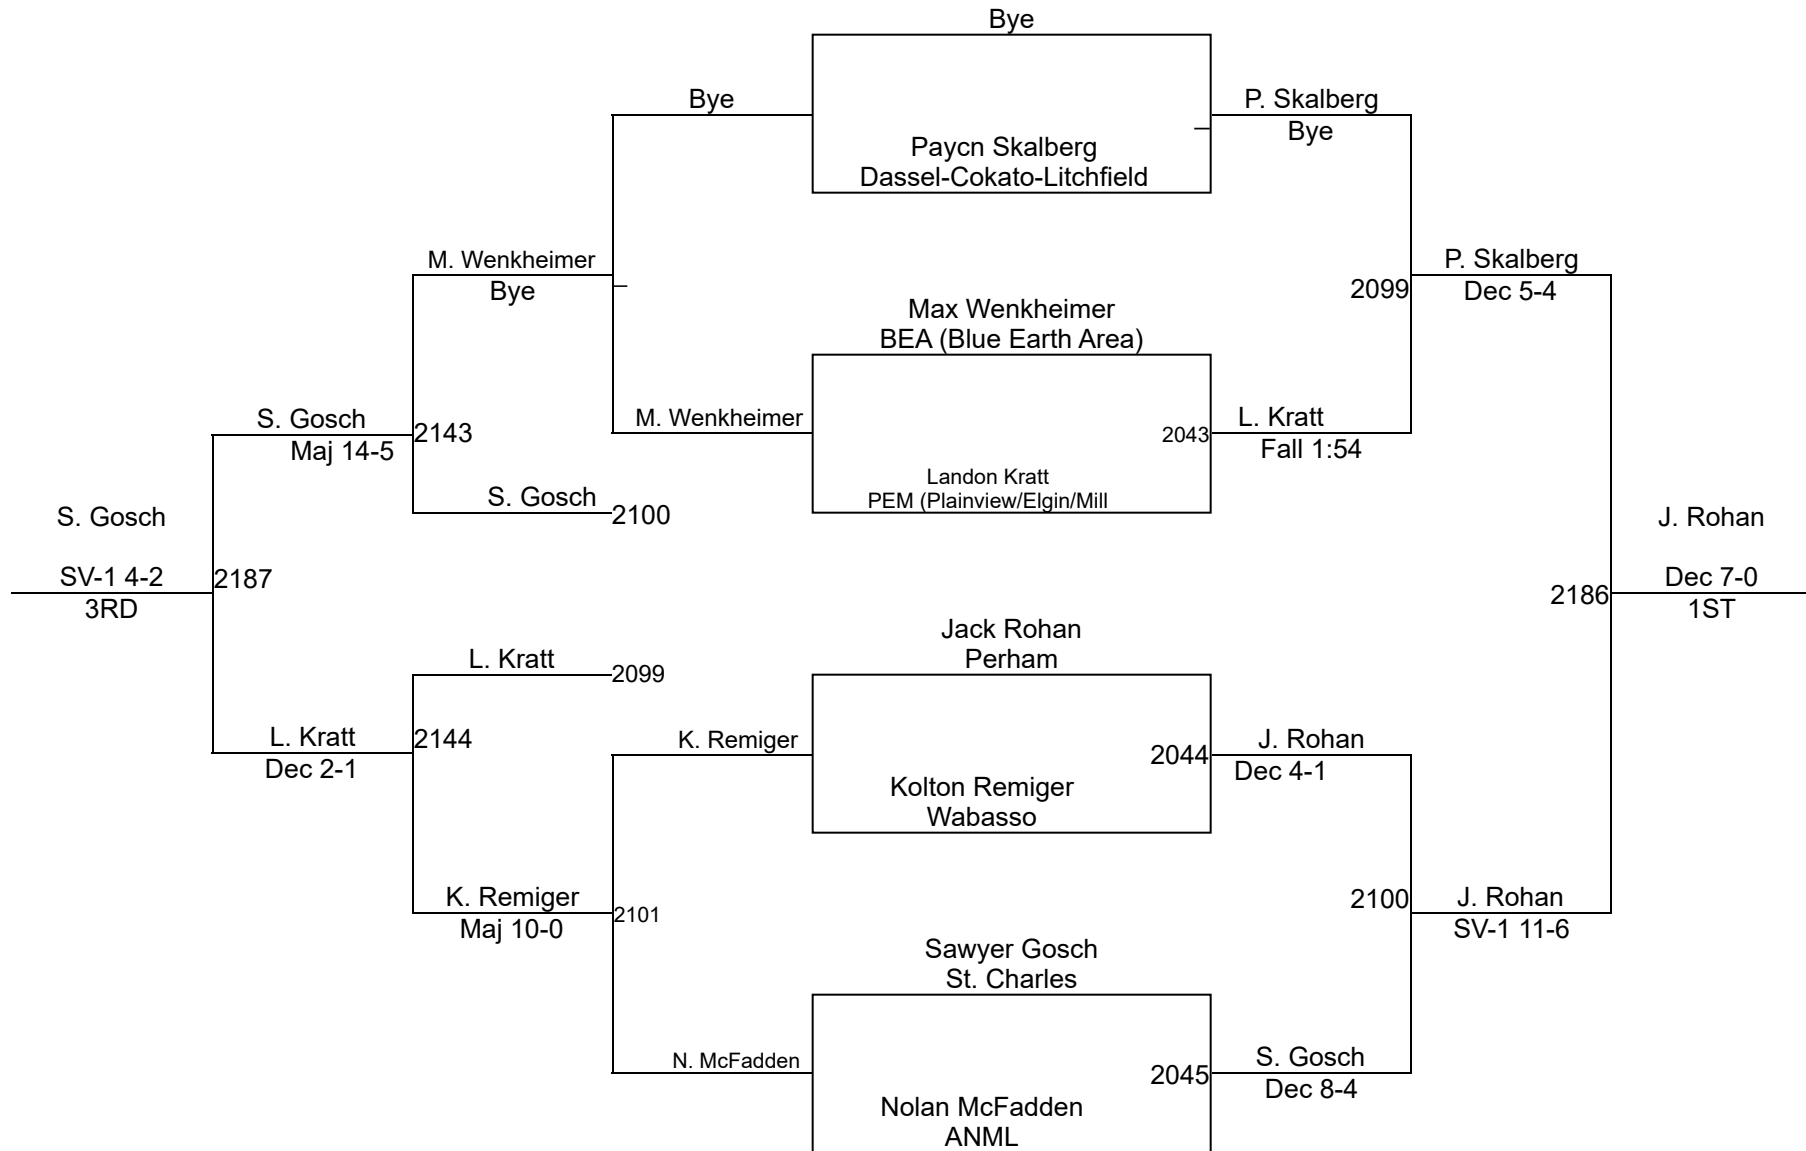 Bye
Bye
P. Skalberg
Bye
Paycn Skalberg
Dassel-Cokato-Litchfield
M. Wenkheimer
Bye
P. Skalberg
Dec 5-4
2099
Max Wenkheimer
BEA (Blue Earth Area)
S. Gosch
Maj 14-5
2143
M. Wenkheimer
2043
L. Kratt
Fall 1:54
Landon Kratt
PEM (Plainview/Elgin/Mill
S. Gosch
2100
S. Gosch
SV-1 4-2
3RD
2187
J. Rohan
Dec 7-0
1ST
2186
Jack Rohan
Perham
L. Kratt
2099
L. Kratt
Dec 2-1
2144
K. Remiger
2044
J. Rohan
Dec 4-1
Kolton Remiger
Wabasso
K. Remiger
Maj 10-0
2101
2100
J. Rohan
SV-1 11-6
Sawyer Gosch
St. Charles
N. McFadden
2045
S. Gosch
Dec 8-4
Nolan McFadden
ANML